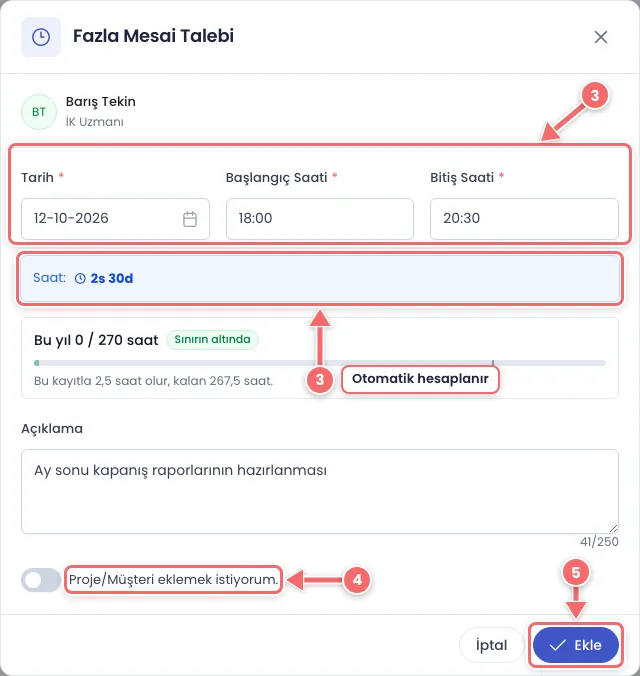 Fazla Mesai Talebi
BT
Barış Tekin
İK Uzmanı
3
Tarih *
Başlangıç Saati *
Bitiş Saati *
12-10-2026
18:00
20:30
Saat: 2s 30d
Bu yıl 0 / 270 saat Sınırın altında
Bu kayıtla 2,5 saat olur, kalan 267,5 saat.
3
Otomatik hesaplanır
Açıklama
Ay sonu kapanış raporlarının hazırlanması
41/250
Proje/Müşteri eklemek istiyorum.
4
5
İptal
Ekle